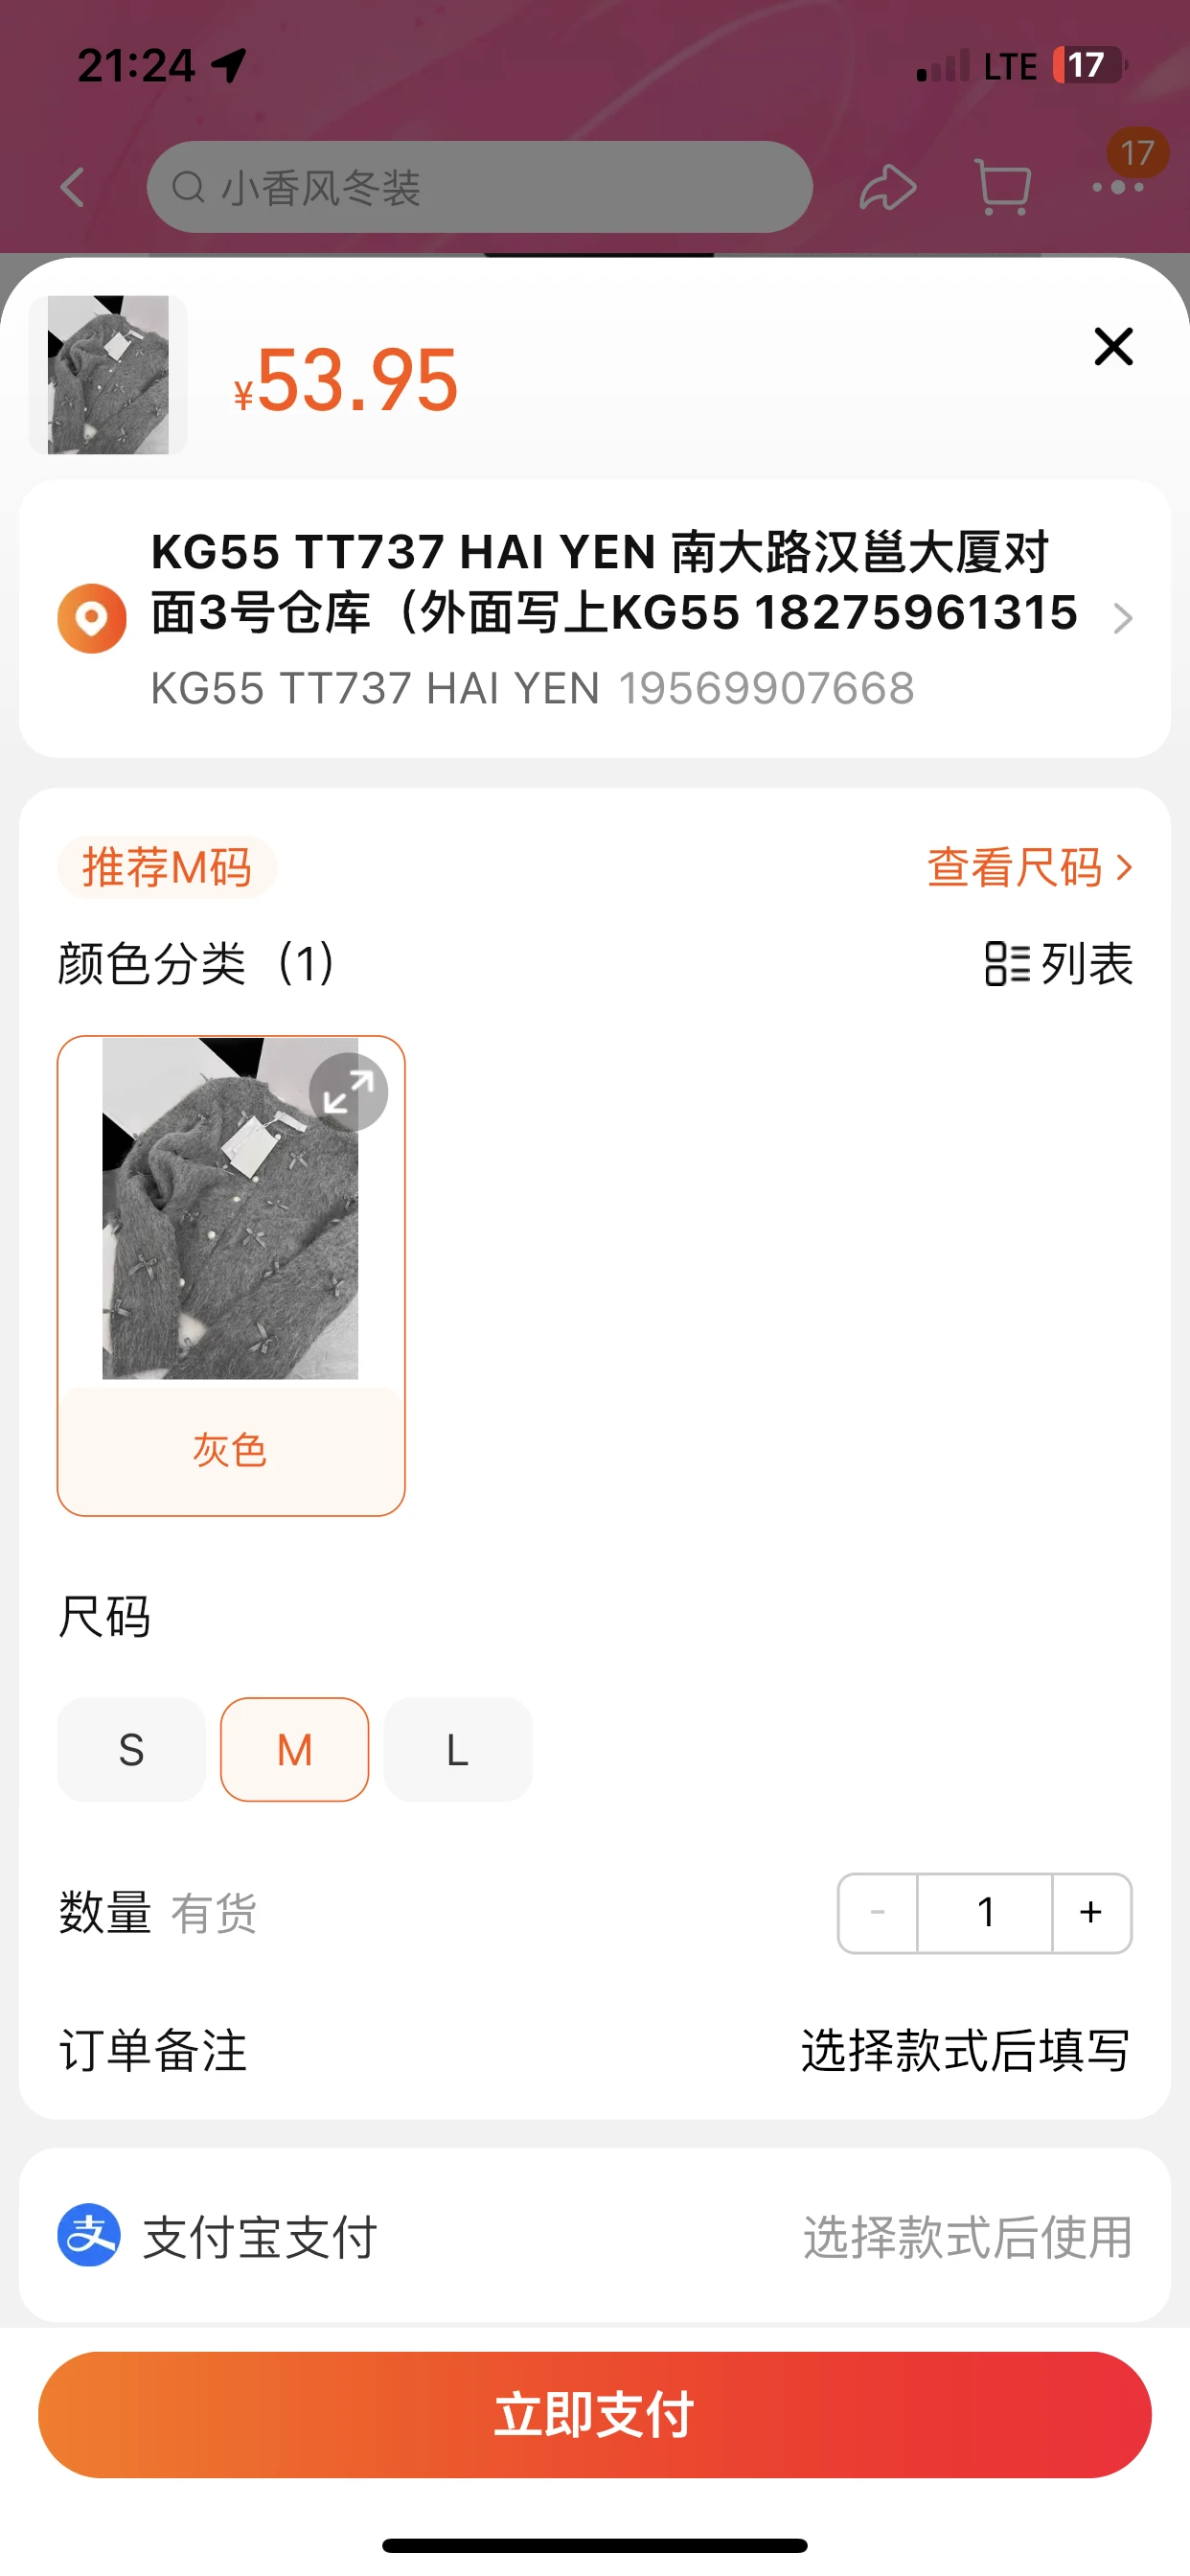 21:24
LTE 17
小香风冬装
17
¥53.95
KG55 TT737 HAI YEN 南大路汉邕大厦对
面3号仓库（外面写上KG55 18275961315
KG55 TT737 HAI YEN 19569907668
推荐M码
查看尺码
颜色分类（1）
列表
灰色
尺码
S M L
数量 有货
- 1 +
订单备注
选择款式后填写
支 支付宝支付
选择款式后使用
立即支付